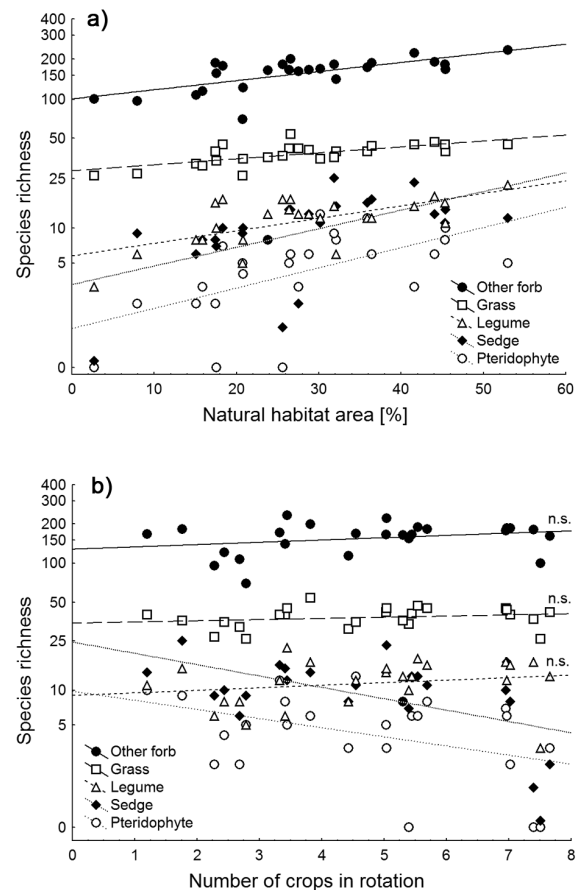 a)
400
300
200
150
100
50
25
10
5
0
Species richness
Other forb
Grass
Legume
Sedge
Pteridophyte
0 10 20 30 40 50 60
Natural habitat area [%]
b)
400
300
200
150
100
50
25
10
5
0
Species richness
n.s.
n.s.
n.s.
Other forb
Grass
Legume
Sedge
Pteridophyte
0 1 2 3 4 5 6 7 8
Number of crops in rotation